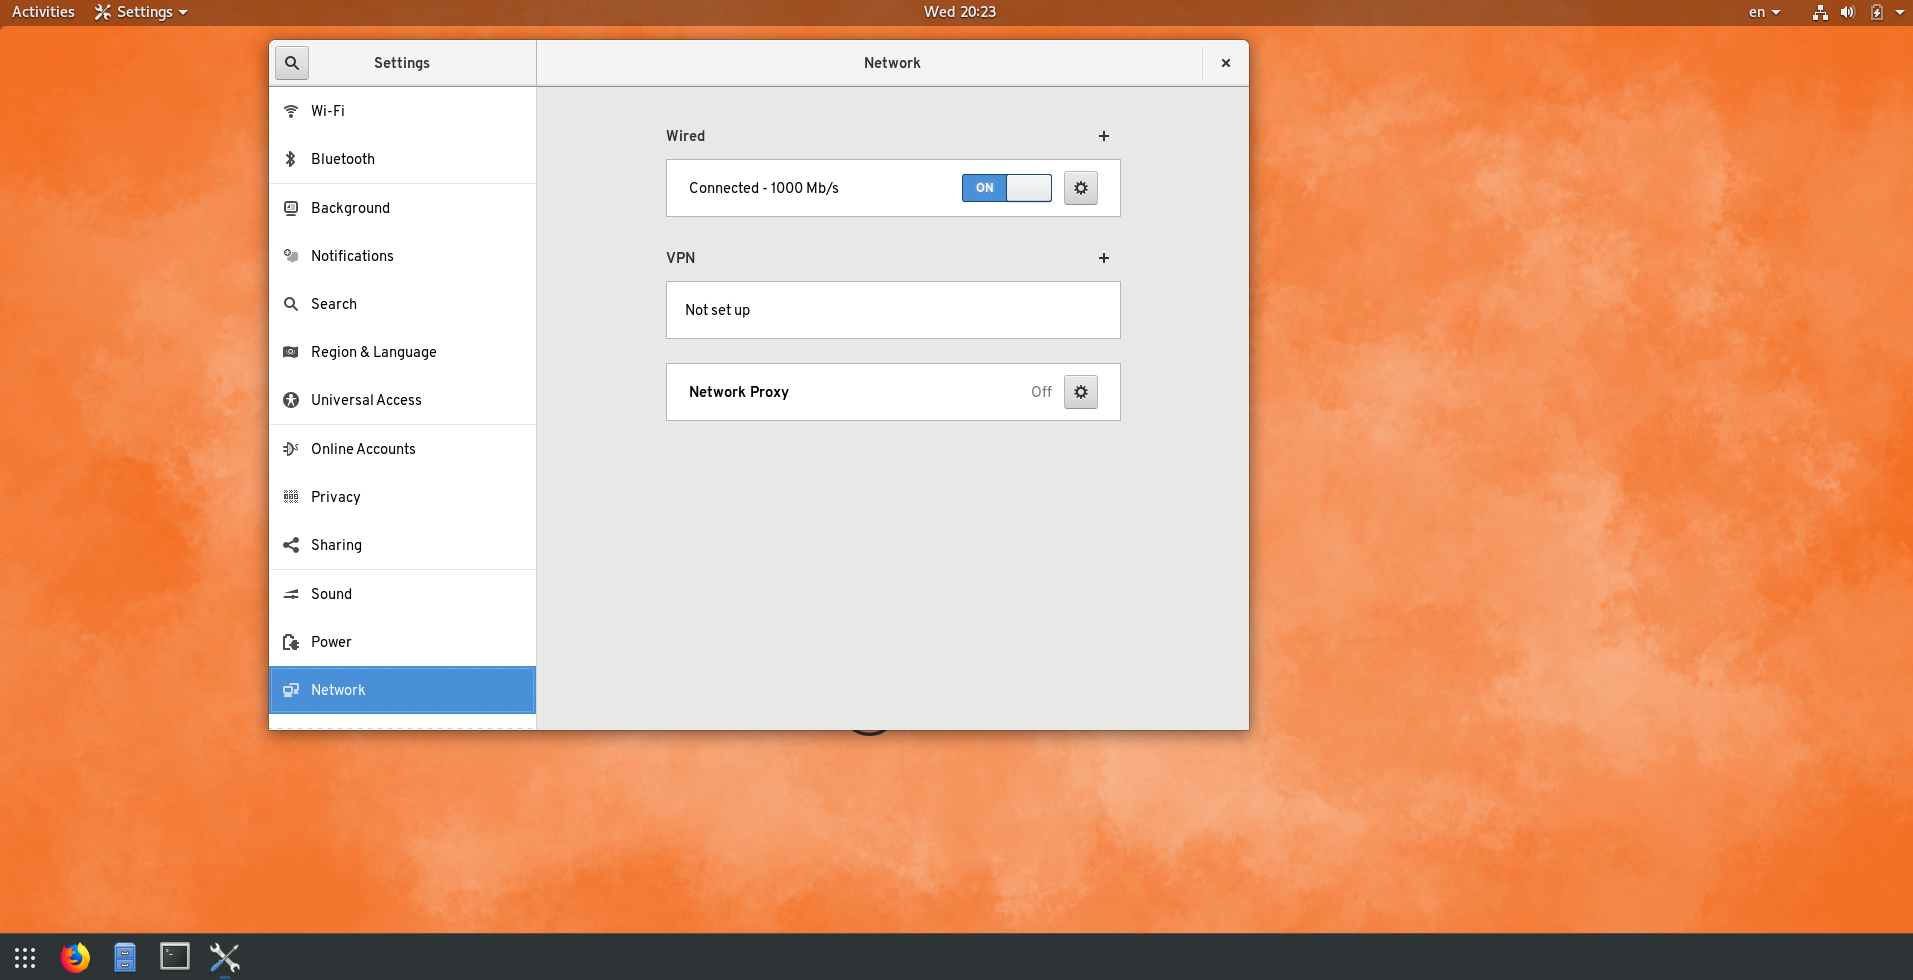 Activities Settings Wed 20:23 en
Settings Network
Wi-Fi
Bluetooth
Background
Notifications
Search
Region & Language
Universal Access
Online Accounts
Privacy
Sharing
Sound
Power
Network
Wired
Connected - 1000 Mb/s ON
VPN
Not set up
Network Proxy Off